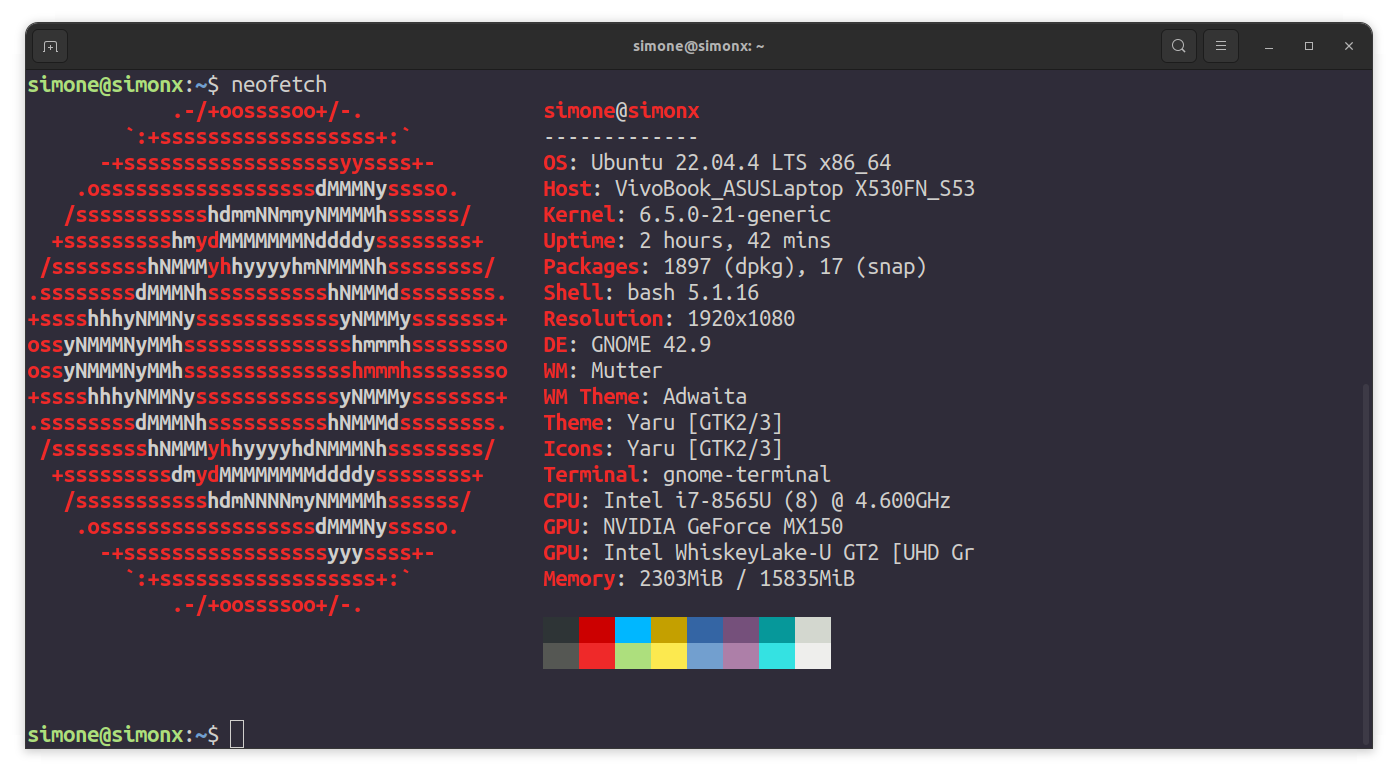 simone@simonx: ~
simone@simonx:~$ neofetch
            .-/+oossssoo+/-.               simone@simonx
        `:+ssssssssssssssssss+:`           -------------
      -+ssssssssssssssssssyyssss+-         OS: Ubuntu 22.04.4 LTS x86_64
    .ossssssssssssssssssdMMMNysssso.       Host: VivoBook_ASUSLaptop X530FN_S53
   /ssssssssssshdmmNNmmyNMMMMhssssss/      Kernel: 6.5.0-21-generic
  +ssssssssshmydMMMMMMMNddddyssssssss+     Uptime: 2 hours, 42 mins
 /sssssssshNMMMyhhyyyyhmNMMMNhssssssss/    Packages: 1897 (dpkg), 17 (snap)
.ssssssssdMMMNhsssssssssshNMMMdssssssss.   Shell: bash 5.1.16
+sssshhhyNMMNyssssssssssssyNMMMysssssss+   Resolution: 1920x1080
ossyNMMMNyMMhsssssssssssssshmmmhssssssso   DE: GNOME 42.9
ossyNMMMNyMMhsssssssssssssshmmmhssssssso   WM: Mutter
+sssshhhyNMMNyssssssssssssyNMMMysssssss+   WM Theme: Adwaita
.ssssssssdMMMNhsssssssssshNMMMdssssssss.   Theme: Yaru [GTK2/3]
 /sssssssshNMMMyhhyyyyhdNMMMNhssssssss/    Icons: Yaru [GTK2/3]
  +sssssssssdmydMMMMMMMMddddyssssssss+     Terminal: gnome-terminal
   /ssssssssssshdmNNNNmyNMMMMhssssss/      CPU: Intel i7-8565U (8) @ 4.600GHz
    .ossssssssssssssssssdMMMNysssso.       GPU: NVIDIA GeForce MX150
      -+sssssssssssssssssyyyssss+-         GPU: Intel WhiskeyLake-U GT2 [UHD Gr
        `:+ssssssssssssssssss+:`           Memory: 2303MiB / 15835MiB
            .-/+oossssoo+/-.
simone@simonx:~$